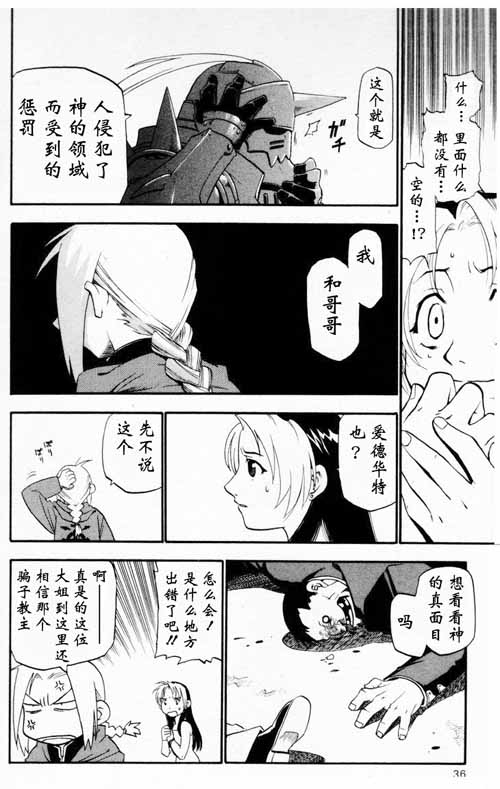 什么…
里面什么
都没有…
空的…!?
这个就是
ガチ
人侵犯了
神的领域
而受到的
惩罚
我
和哥哥
爱德华特
也?
先不说
这个
ぽり
ぽり
想看看神
的真面目
吗
怎么会!
是什么地方
出错了吧!!
啊——
真是的这位
大姐到这里还
相信那个
骗子教主
36